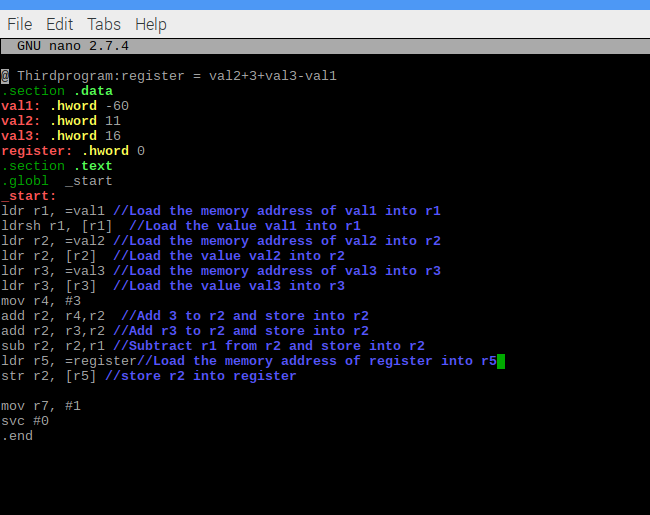 File Edit Tabs Help
GNU nano 2.7.4
@ Thirdprogram:register = val2+3+val3-val1
.section .data
val1: .hword -60
val2: .hword 11
val3: .hword 16
register: .hword 0
.section .text
.globl  _start
_start:
ldr r1, =val1 //Load the memory address of val1 into r1
ldrsh r1, [r1]  //Load the value val1 into r1
ldr r2, =val2 //Load the memory address of val2 into r2
ldr r2, [r2]  //Load the value val2 into r2
ldr r3, =val3 //Load the memory address of val3 into r3
ldr r3, [r3]  //Load the value val3 into r3
mov r4, #3
add r2, r4,r2  //Add 3 to r2 and store into r2
add r2, r3,r2 //Add r3 to r2 and store into r2
sub r2, r2,r1 //Subtract r1 from r2 and store into r2
ldr r5, =register//Load the memory address of register into r5
str r2, [r5] //store r2 into register
mov r7, #1
svc #0
.end